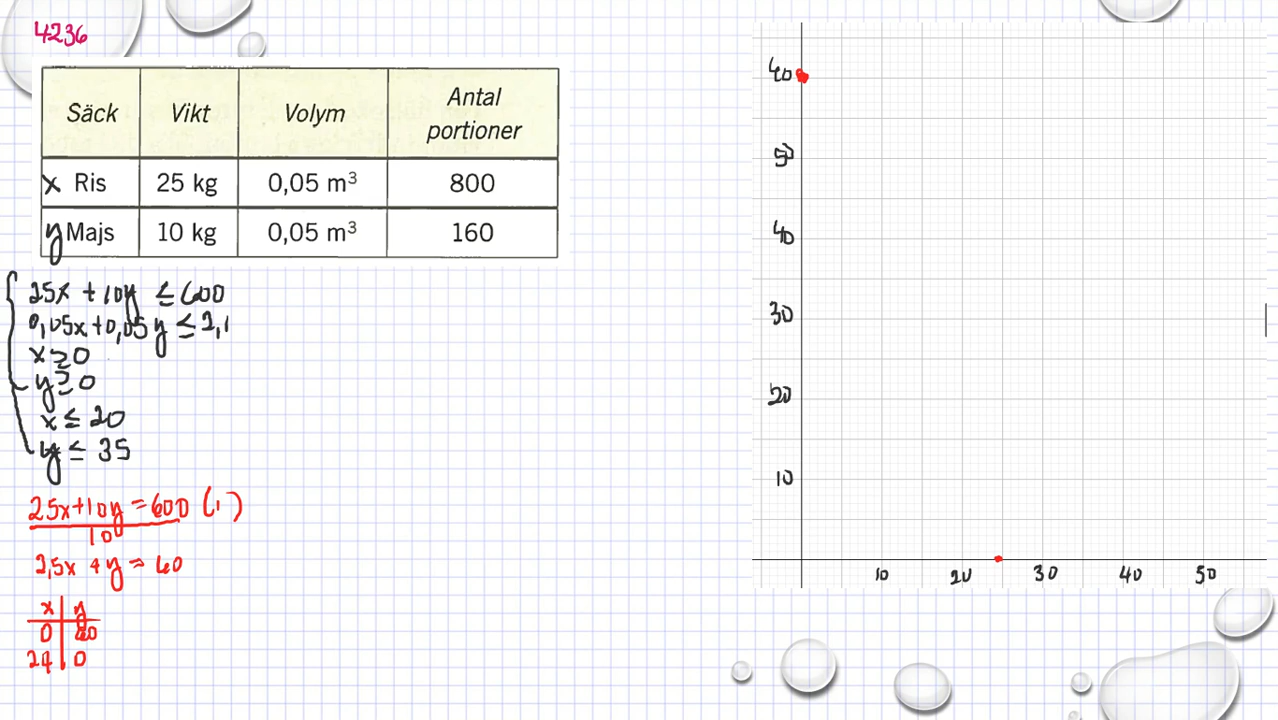 4236
Säck Vikt Volym Antal portioner
x Ris 25 kg 0,05 m³ 800
y Majs 10 kg 0,05 m³ 160
25x + 10y ≤ 600
0,05x + 0,05y ≤ 2,1
x ≥ 0
y ≥ 0
x ≤ 20
y ≤ 35
25x + 10y = 600 (1)
10
2,5x + y = 60
x y
0 60
24 0
60
50
40
30
20
10
10 20 30 40 50